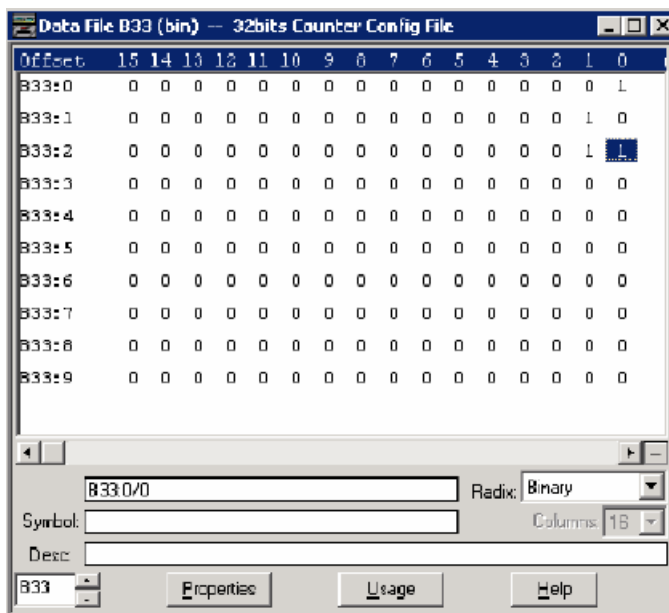 Data File B33 (bin) -- 32bits Counter Config File
Offset 15 14 13 12 11 10 9 8 7 6 5 4 3 2 1 0
B33:0 0 0 0 0 0 0 0 0 0 0 0 0 0 0 0 1
B33:1 0 0 0 0 0 0 0 0 0 0 0 0 0 0 1 0
B33:2 0 0 0 0 0 0 0 0 0 0 0 0 0 0 1 1
B33:3 0 0 0 0 0 0 0 0 0 0 0 0 0 0 0 0
B33:4 0 0 0 0 0 0 0 0 0 0 0 0 0 0 0 0
B33:5 0 0 0 0 0 0 0 0 0 0 0 0 0 0 0 0
B33:6 0 0 0 0 0 0 0 0 0 0 0 0 0 0 0 0
B33:7 0 0 0 0 0 0 0 0 0 0 0 0 0 0 0 0
B33:8 0 0 0 0 0 0 0 0 0 0 0 0 0 0 0 0
B33:9 0 0 0 0 0 0 0 0 0 0 0 0 0 0 0 0
B33:0/0 Radix: Binary
Symbol: Columns: 16
Desc:
B33 Properties Usage Help